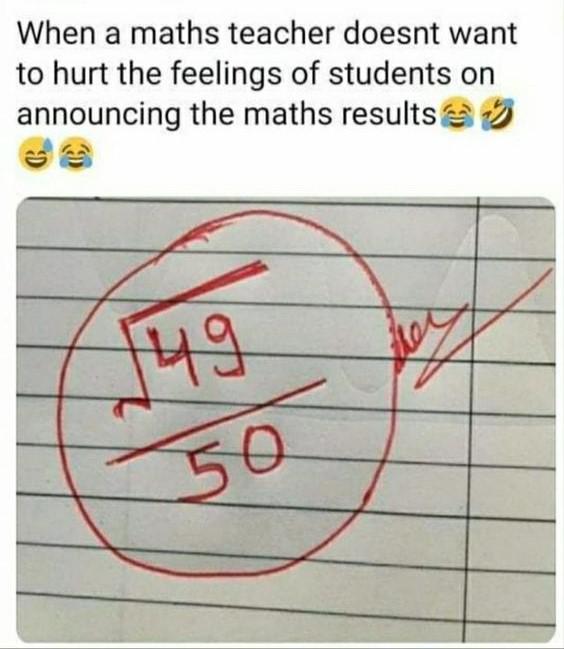 When a maths teacher doesnt want
to hurt the feelings of students on
announcing the maths results😂🤣
😅😂
√49
50